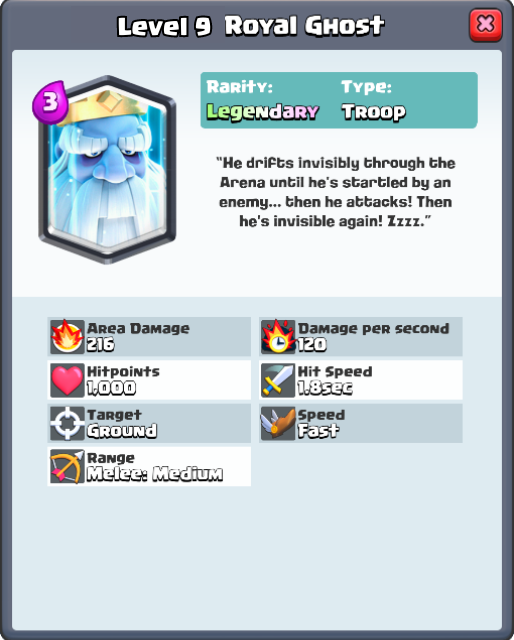 Level 9 Royal Ghost
3
Rarity: Type:
Legendary Troop
"He drifts invisibly through the
Arena until he's startled by an
enemy... then he attacks! Then
he's invisible again! Zzzz."
Area Damage
216
Damage per second
120
Hitpoints
1,000
Hit Speed
1.8sec
Target
Ground
Speed
Fast
Range
Melee: Medium